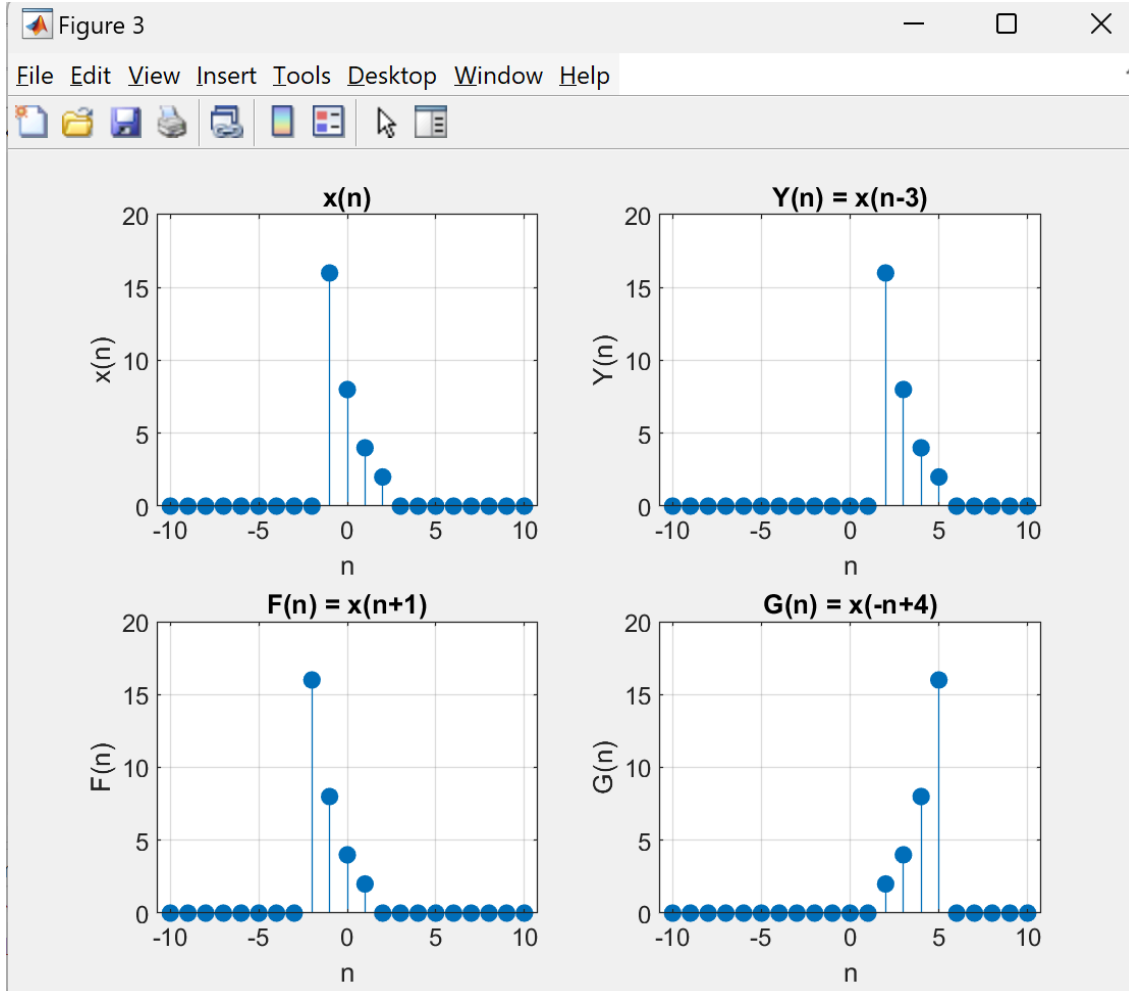 Figure 3
File Edit View Insert Tools Desktop Window Help
x(n)
20
15
10
5
0
x(n)
-10 -5 0 5 10
n
Y(n) = x(n-3)
20
15
10
5
0
Y(n)
-10 -5 0 5 10
n
F(n) = x(n+1)
20
15
10
5
0
F(n)
-10 -5 0 5 10
n
G(n) = x(-n+4)
20
15
10
5
0
G(n)
-10 -5 0 5 10
n